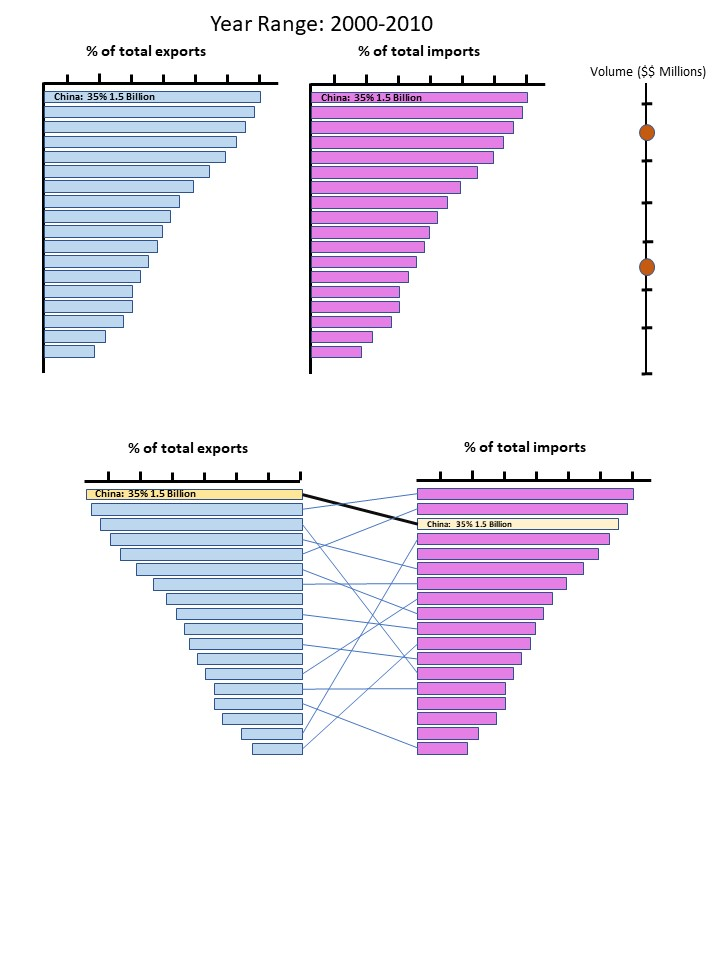 Year Range: 2000-2010
% of total exports
% of total imports
Volume ($$ Millions)
China: 35% 1.5 Billion
China: 35% 1.5 Billion
% of total exports
% of total imports
China: 35% 1.5 Billion
China: 35% 1.5 Billion